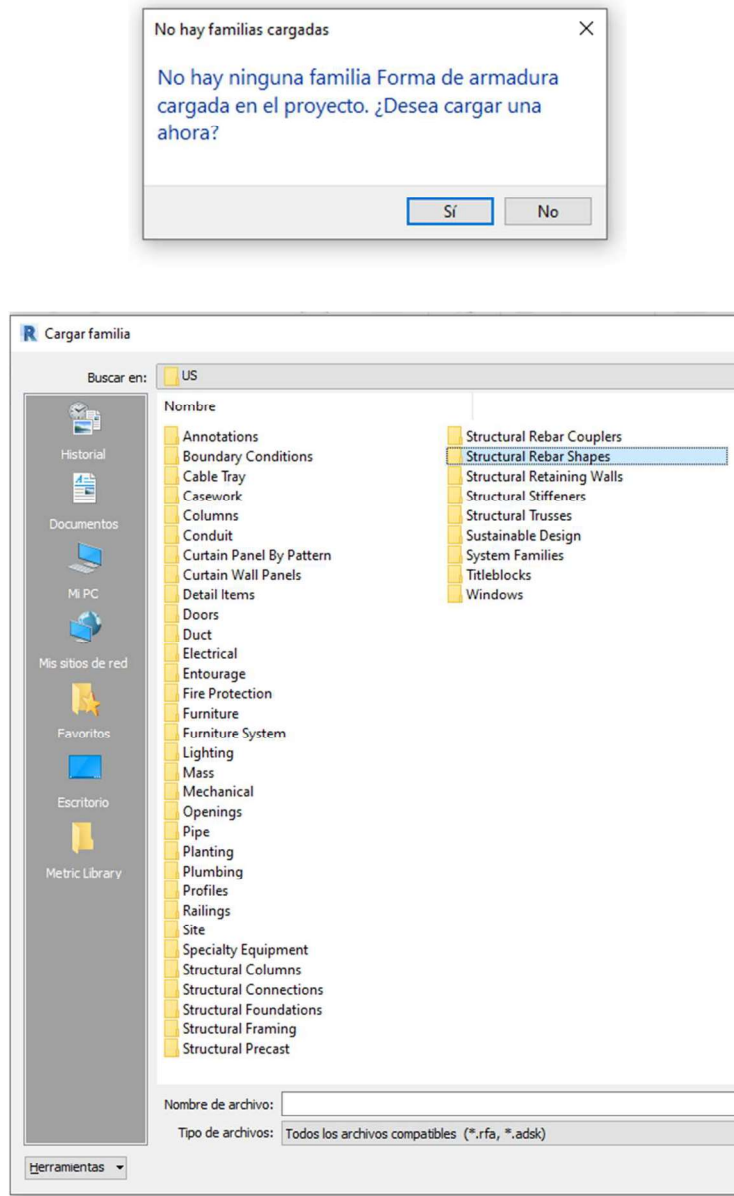 No hay familias cargadas
No hay ninguna familia Forma de armadura
cargada en el proyecto. ¿Desea cargar una
ahora?
Sí No
R Cargar familia
Buscar en: US
Historial
Documentos
Mi PC
Mis sitios de red
Favoritos
Escritorio
Metric Library
Nombre
Annotations
Boundary Conditions
Cable Tray
Casework
Columns
Conduit
Curtain Panel By Pattern
Curtain Wall Panels
Detail Items
Doors
Duct
Electrical
Entourage
Fire Protection
Furniture
Furniture System
Lighting
Mass
Mechanical
Openings
Pipe
Planting
Plumbing
Profiles
Railings
Site
Specialty Equipment
Structural Columns
Structural Connections
Structural Foundations
Structural Framing
Structural Precast
Structural Rebar Couplers
Structural Rebar Shapes
Structural Retaining Walls
Structural Stiffeners
Structural Trusses
Sustainable Design
System Families
Titleblocks
Windows
Nombre de archivo:
Tipo de archivos: Todos los archivos compatibles (*.rfa, *.adsk)
Herramientas